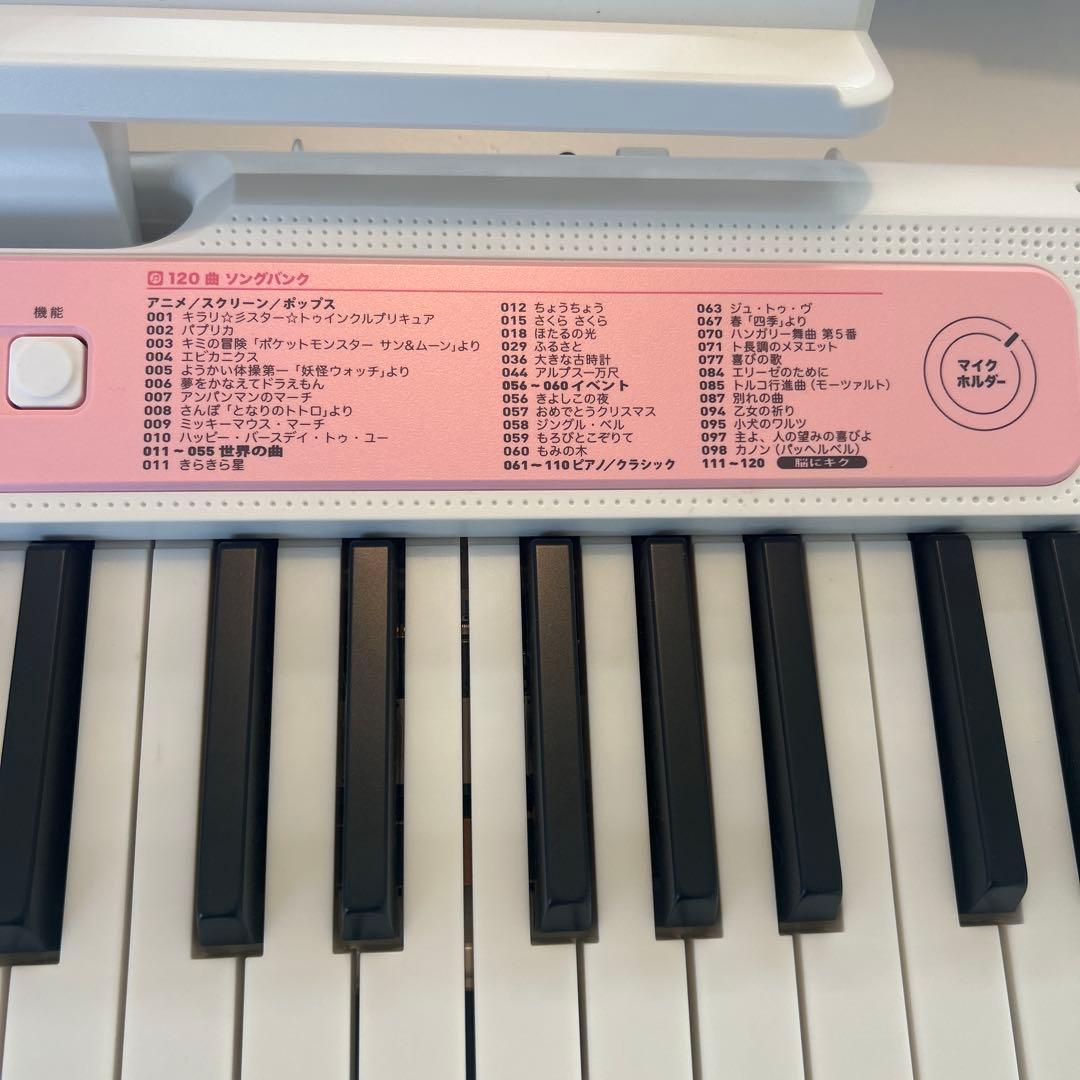 機能
120 曲 ソングバンク
アニメ／スクリーン／ポップス
001 キラリ☆彡スター☆トゥインクルプリキュア
002 パプリカ
003 キミの冒険「ポケットモンスター サン&ムーン」より
004 エビカニクス
005 ようかい体操第一「妖怪ウォッチ」より
006 夢をかなえてドラえもん
007 アンパンマンのマーチ
008 さんぽ「となりのトトロ」より
009 ミッキーマウス・マーチ
010 ハッピー・バースデイ・トゥ・ユー
011～055 世界の曲
011 きらきら星
012 ちょうちょう
015 さくら さくら
018 ほたるの光
029 ふるさと
036 大きな古時計
044 アルプス一万尺
056～060 イベント
056 きよしこの夜
057 おめでとうクリスマス
058 ジングル・ベル
059 もろびとこぞりて
060 もみの木
061～110 ピアノ／クラシック
063 ジュ・トゥ・ヴ
067 春「四季」より
070 ハンガリー舞曲 第5番
071 ト長調のメヌエット
077 喜びの歌
084 エリーゼのために
085 トルコ行進曲（モーツァルト）
087 別れの曲
094 乙女の祈り
095 小犬のワルツ
097 主よ、人の望みの喜びよ
098 カノン（パッヘルベル）
111～120 脳にキク
マイク
ホルダー